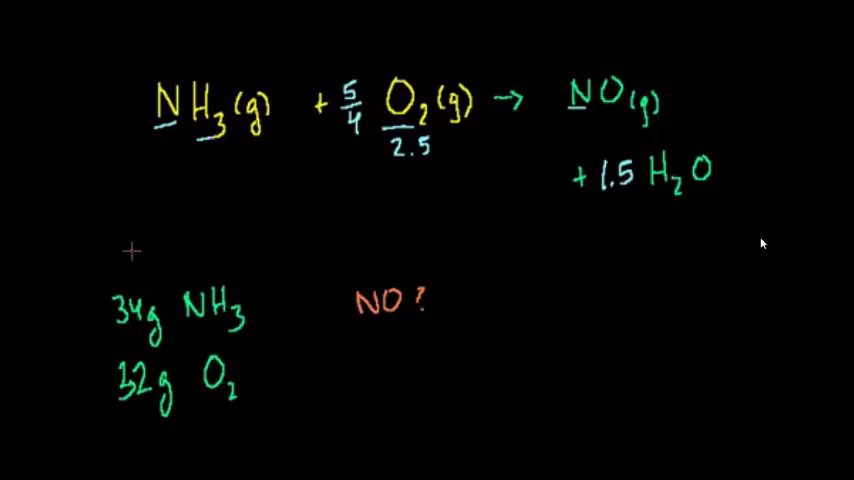 NH₃(g) + 5/4 O₂(g) → NO(g)
2.5
+ 1.5 H₂O
34g NH₃ NO?
32g O₂